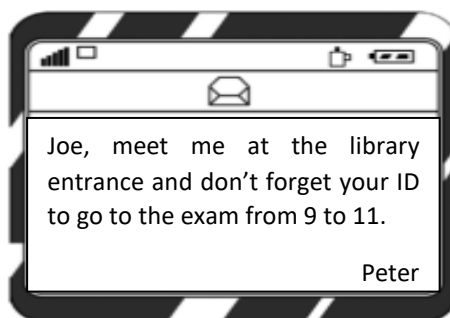 Joe, meet me at the library
entrance and don’t forget your ID
to go to the exam from 9 to 11.
Peter